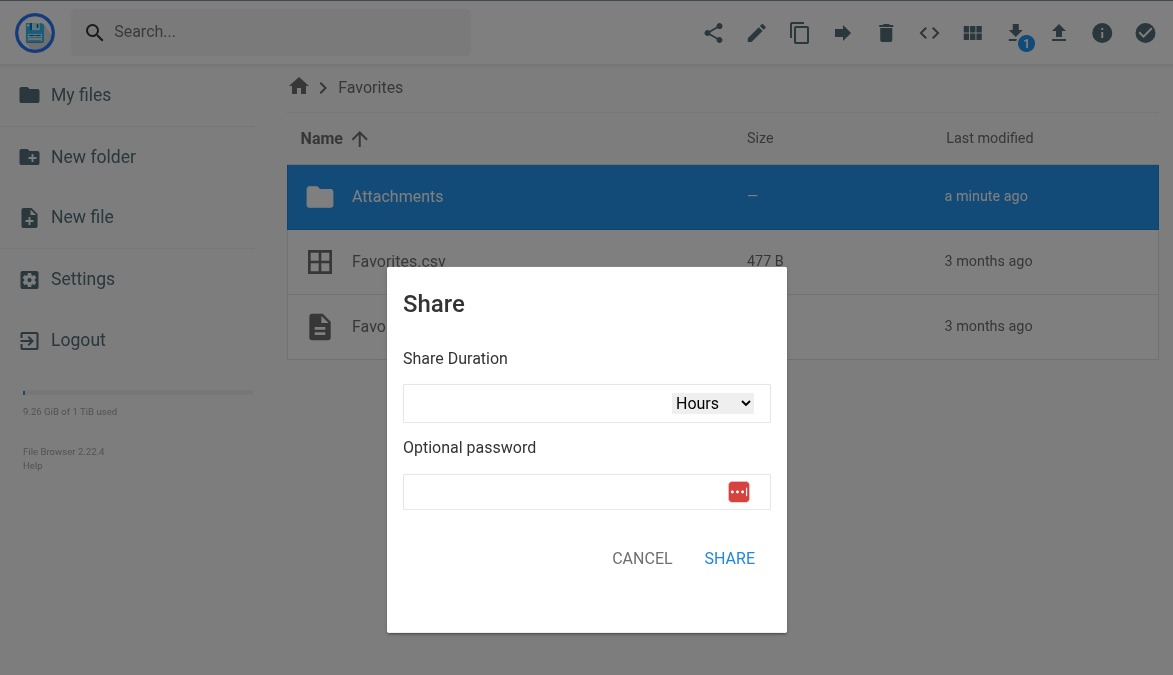 Search...
1
My files
New folder
New file
Settings
Logout
9.26 GiB of 1 TiB used
File Browser 2.22.4
Help
Favorites
Name Size Last modified
Attachments — a minute ago
Favorites.csv 477 B 3 months ago
Favo 3 months ago
Share
Share Duration
Hours
Optional password
CANCEL SHARE